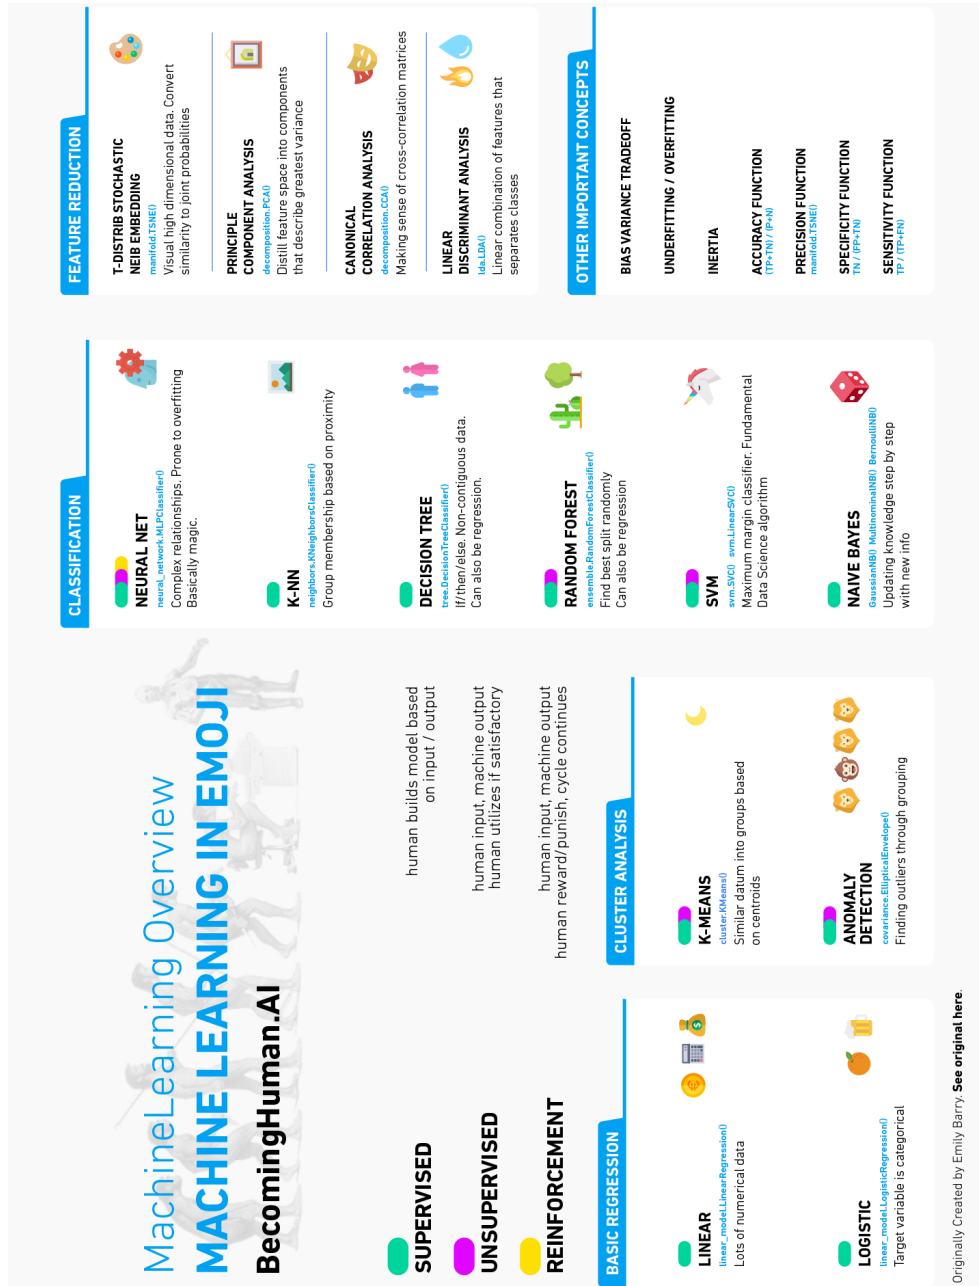 MachineLearning Overview
MACHINE LEARNING IN EMOJI
BecomingHuman.AI
SUPERVISED
human builds model based
on input / output
UNSUPERVISED
human input, machine output
human utilizes if satisfactory
REINFORCEMENT
human input, machine output
human reward/punish, cycle continues
BASIC REGRESSION
LINEAR
linear_model.LinearRegression()
Lots of numerical data
LOGISTIC
linear_model.LogisticRegression()
Target variable is categorical
CLUSTER ANALYSIS
K-MEANS
cluster.KMeans()
Similar datum into groups based
on centroids
ANOMALY
DETECTION
covariance.EllipticalEnvelope()
Finding outliers through grouping
CLASSIFICATION
NEURAL NET
neural_network.MLPClassifier()
Complex relationships. Prone to overfitting
Basically magic.
K-NN
neighbors.KNeighborsClassifier()
Group membership based on proximity
DECISION TREE
tree.DecisionTreeClassifier()
If/then/else. Non-contiguous data.
Can also be regression.
RANDOM FOREST
ensemble.RandomForestClassifier()
Find best split randomly
Can also be regression
SVM
svm.SVC() svm.LinearSVC()
Maximum margin classifier. Fundamental
Data Science algorithm
NAIVE BAYES
GaussianNB() MultinominalNB() BernoulliNB()
Updating knowledge step by step
with new info
FEATURE REDUCTION
T-DISTRIB STOCHASTIC
NEIB EMBEDDING
manifold.TSNE()
Visual high dimensional data. Convert
similarity to joint probabilities
PRINCIPLE
COMPONENT ANALYSIS
decomposition.PCA()
Distill feature space into components
that describe greatest variance
CANONICAL
CORRELATION ANALYSIS
decomposition.CCA()
Making sense of cross-correlation matrices
LINEAR
DISCRIMINANT ANALYSIS
lda.LDA()
Linear combination of features that
separates classes
OTHER IMPORTANT CONCEPTS
BIAS VARIANCE TRADEOFF
UNDERFITTING / OVERFITTING
INERTIA
ACCURACY FUNCTION
(TP+TN) / (P+N)
PRECISION FUNCTION
manifold.TSNE()
SPECIFICITY FUNCTION
TN / (FP+TN)
SENSITIVITY FUNCTION
TP / (TP+FN)
Originally Created by Emily Barry. See original here.